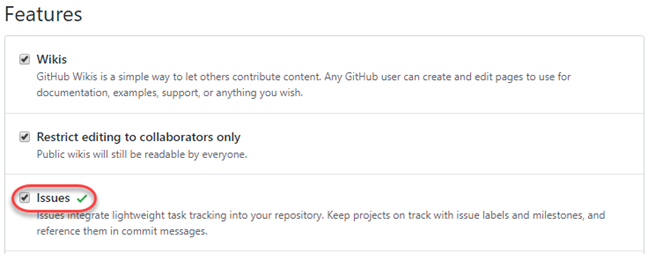 Features
Wikis
GitHub Wikis is a simple way to let others contribute content. Any GitHub user can create and edit pages to use for
documentation, examples, support, or anything you wish.
Restrict editing to collaborators only
Public wikis will still be readable by everyone.
Issues
Issues integrate lightweight task tracking into your repository. Keep projects on track with issue labels and milestones, and
reference them in commit messages.